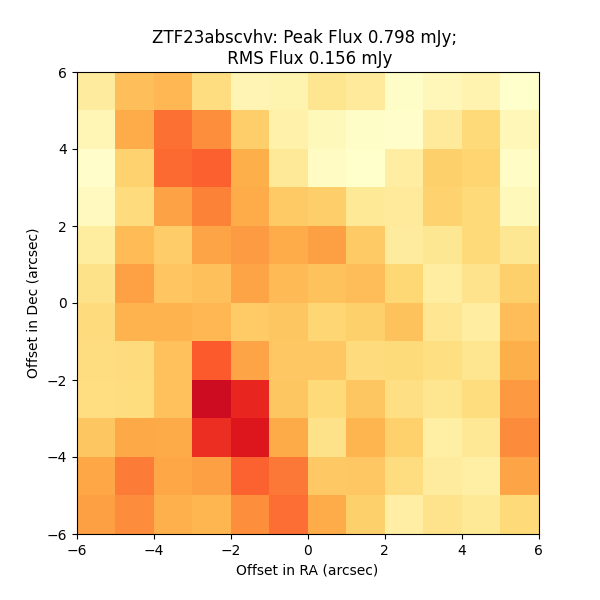 ZTF23abscvhv: Peak Flux 0.798 mJy;
RMS Flux 0.156 mJy
6
4
2
0
−2
−4
−6
Offset in Dec (arcsec)
−6 −4 −2 0 2 4 6
Offset in RA (arcsec)